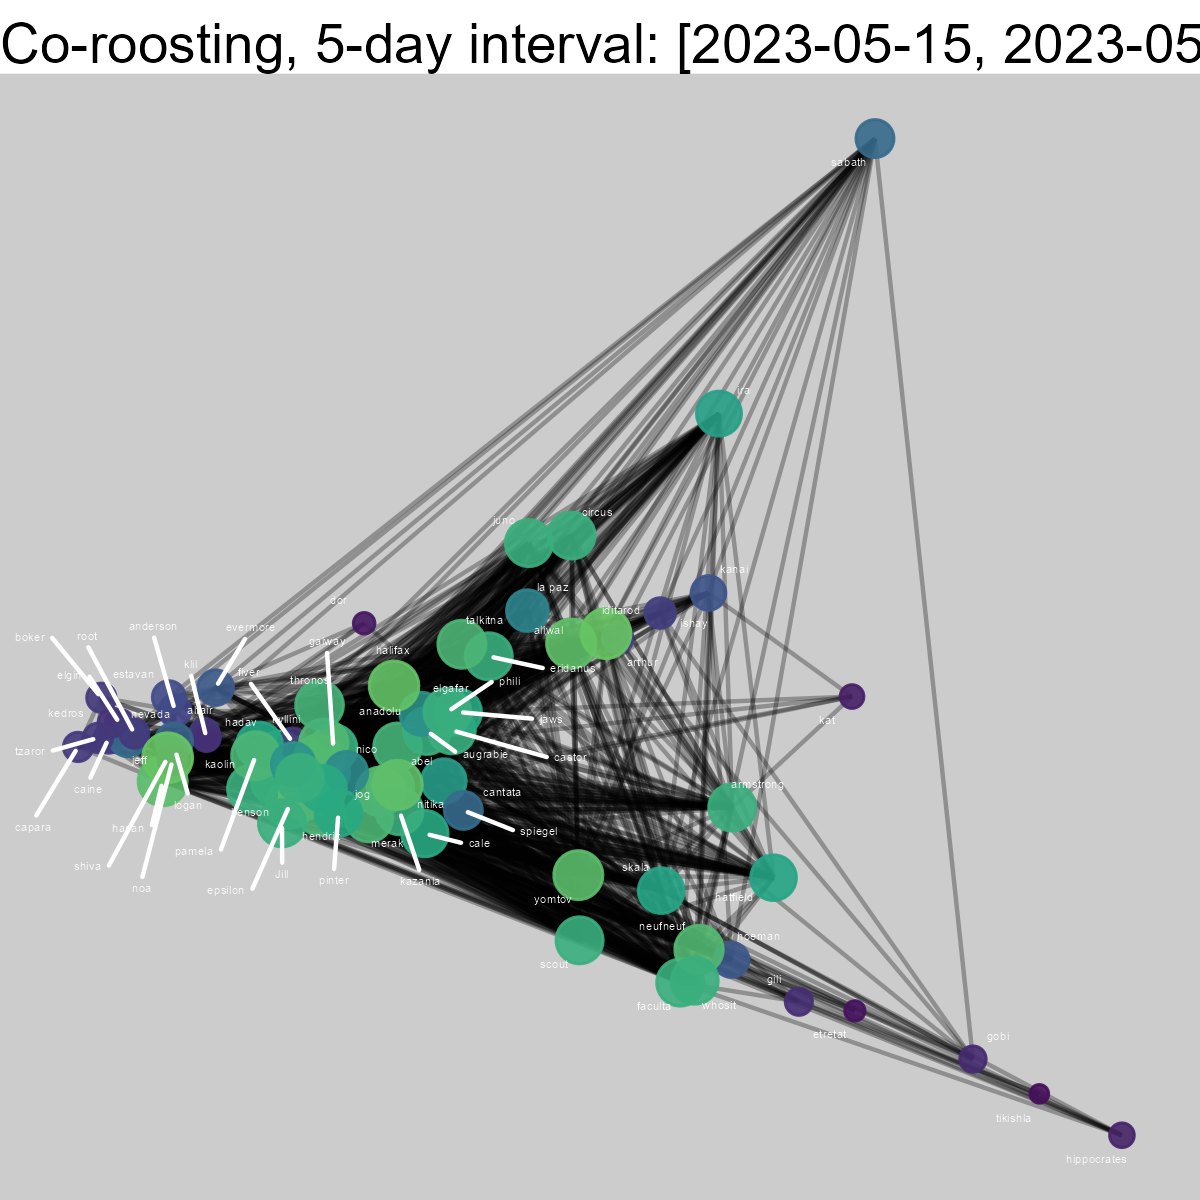 Co-roosting, 5-day interval: [2023-05-15, 2023-05
sabath
ira
juno
circus
kanai
la paz
dor
iditarod
talkitna
allwal
ishay
boker
root
anderson
evermore
galway
halifax
arthur
eridanus
elgin
estavan
klil
fiver
thronos
elgafar
phili
kedros
nevada
altair
hadav
kyllini
anadolu
jaws
kat
tzaror
jeff
kaolin
nico
abel
augrabie
castor
armstrong
caine
logan
jog
nitika
cantata
capara
harian
benson
hendrix
merak
spiegel
shiva
pamela
cale
noa
epsilon
Jill
pinter
kazania
skala
yomtov
hatfield
neufneuf
hoeman
scout
gili
faculta
whosit
etretat
gobi
tikishla
hippocrates